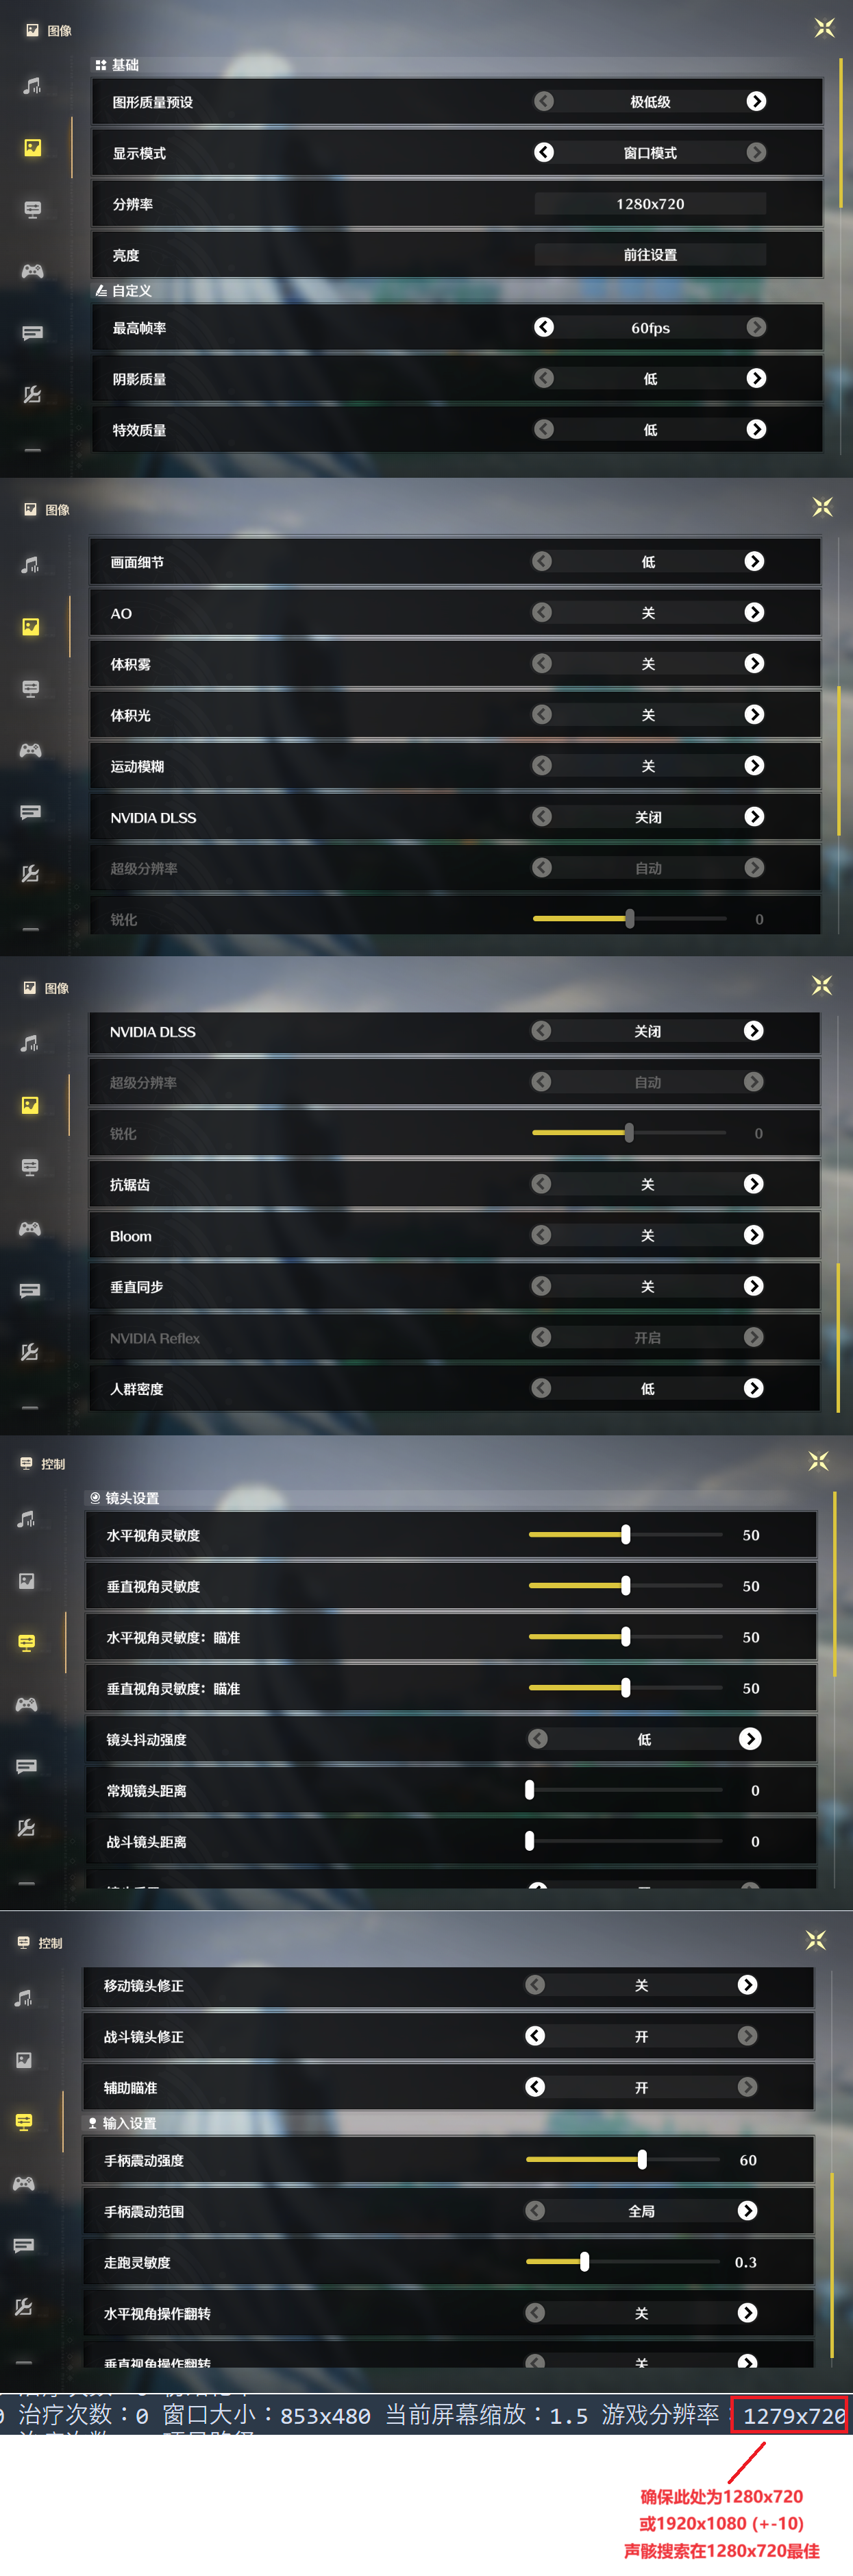 图像
基础
图形质量预设 极低级
显示模式 窗口模式
分辨率 1280x720
亮度 前往设置
自定义
最高帧率 60fps
阴影质量 低
特效质量 低
图像
画面细节 低
AO 关
体积雾 关
体积光 关
运动模糊 关
NVIDIA DLSS 关闭
超级分辨率 自动
锐化 0
图像
NVIDIA DLSS 关闭
超级分辨率 自动
锐化 0
抗锯齿 关
Bloom 关
垂直同步 关
NVIDIA Reflex 开启
人群密度 低
控制
镜头设置
水平视角灵敏度 50
垂直视角灵敏度 50
水平视角灵敏度：瞄准 50
垂直视角灵敏度：瞄准 50
镜头抖动强度 低
常规镜头距离 0
战斗镜头距离 0
控制
移动镜头修正 关
战斗镜头修正 开
辅助瞄准 开
输入设置
手柄震动强度 60
手柄震动范围 全局
走跑灵敏度 0.3
水平视角操作翻转 关
垂直视角操作翻转 关
治疗次数：0 窗口大小：853x480 当前屏幕缩放：1.5 游戏分辨率：1279x720
确保此处为1280x720
或1920x1080 (+-10)
声骸搜索在1280x720最佳